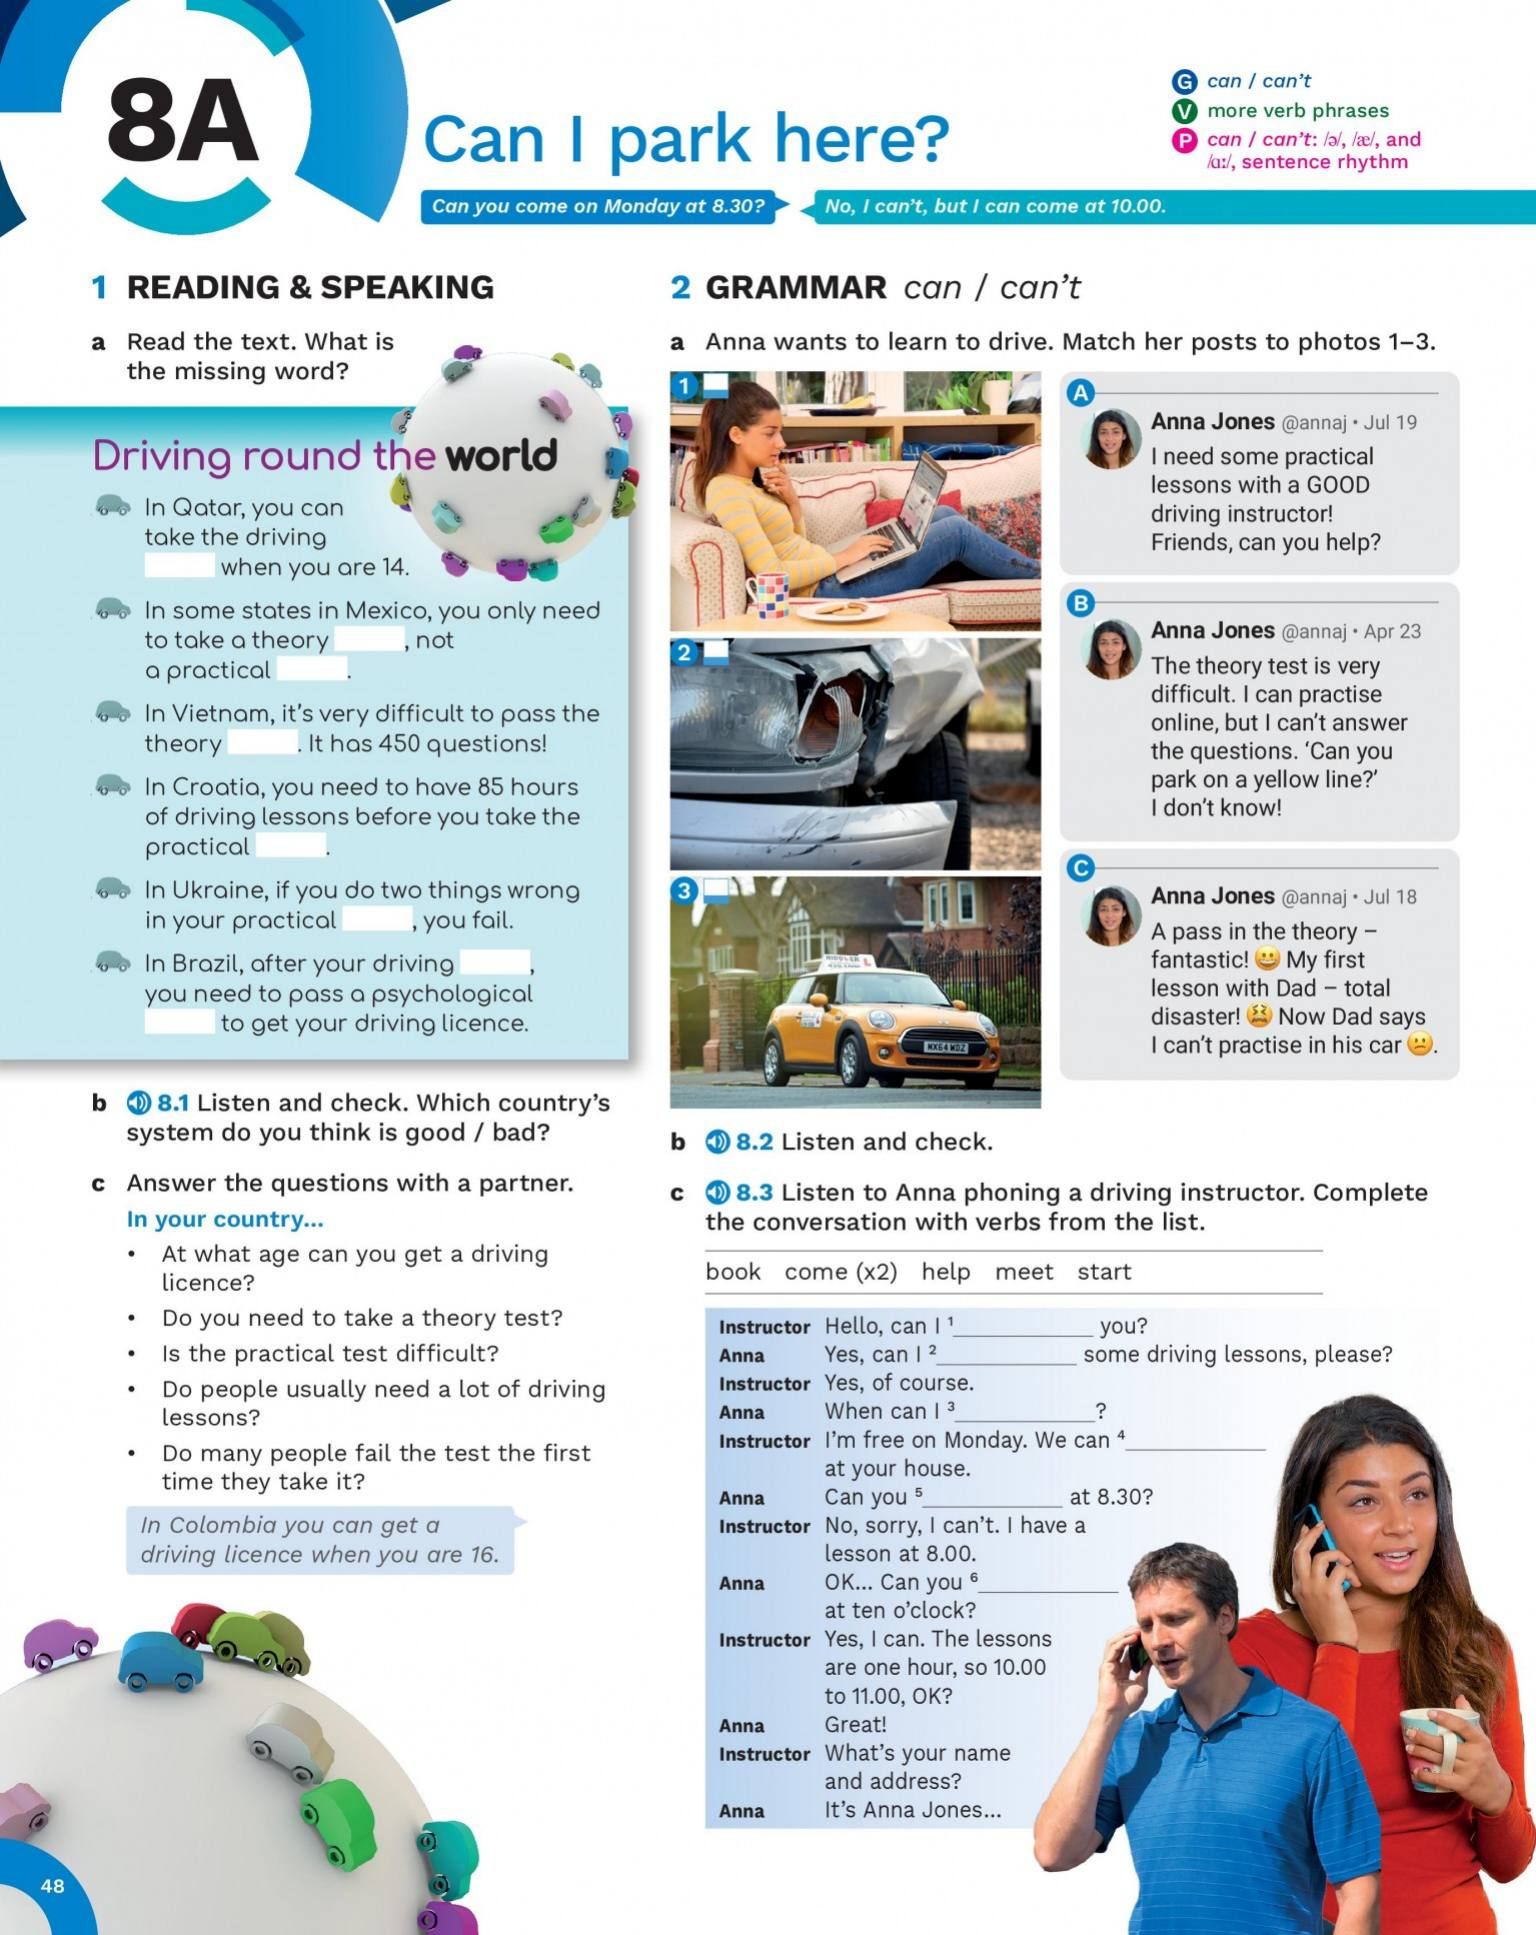 8A
Can I park here?
G can / can't
V more verb phrases
P can / can't: /ə/, /æ/, and
/ɑː/, sentence rhythm
Can you come on Monday at 8.30?
No, I can't, but I can come at 10.00.
1 READING & SPEAKING
a Read the text. What is
the missing word?
Driving round the world
In Qatar, you can
take the driving
when you are 14.
In some states in Mexico, you only need
to take a theory , not
a practical .
In Vietnam, it's very difficult to pass the
theory . It has 450 questions!
In Croatia, you need to have 85 hours
of driving lessons before you take the
practical .
In Ukraine, if you do two things wrong
in your practical , you fail.
In Brazil, after your driving ,
you need to pass a psychological
to get your driving licence.
b 8.1 Listen and check. Which country's
system do you think is good / bad?
c Answer the questions with a partner.
In your country...
• At what age can you get a driving
licence?
• Do you need to take a theory test?
• Is the practical test difficult?
• Do people usually need a lot of driving
lessons?
• Do many people fail the test the first
time they take it?
In Colombia you can get a
driving licence when you are 16.
48
2 GRAMMAR can / can't
a Anna wants to learn to drive. Match her posts to photos 1–3.
1
2
3
MX64 WDZ
A
Anna Jones @annaj • Jul 19
I need some practical
lessons with a GOOD
driving instructor!
Friends, can you help?
B
Anna Jones @annaj • Apr 23
The theory test is very
difficult. I can practise
online, but I can't answer
the questions. 'Can you
park on a yellow line?'
I don't know!
C
Anna Jones @annaj • Jul 18
A pass in the theory –
fantastic! 😀 My first
lesson with Dad – total
disaster! 😫 Now Dad says
I can't practise in his car 🙁.
b 8.2 Listen and check.
c 8.3 Listen to Anna phoning a driving instructor. Complete
the conversation with verbs from the list.
book come (x2) help meet start
Instructor Hello, can I 1____________ you?
Anna Yes, can I 2____________ some driving lessons, please?
Instructor Yes, of course.
Anna When can I 3____________?
Instructor I'm free on Monday. We can 4____________
at your house.
Anna Can you 5____________ at 8.30?
Instructor No, sorry, I can't. I have a
lesson at 8.00.
Anna OK... Can you 6____________
at ten o'clock?
Instructor Yes, I can. The lessons
are one hour, so 10.00
to 11.00, OK?
Anna Great!
Instructor What's your name
and address?
Anna It's Anna Jones...